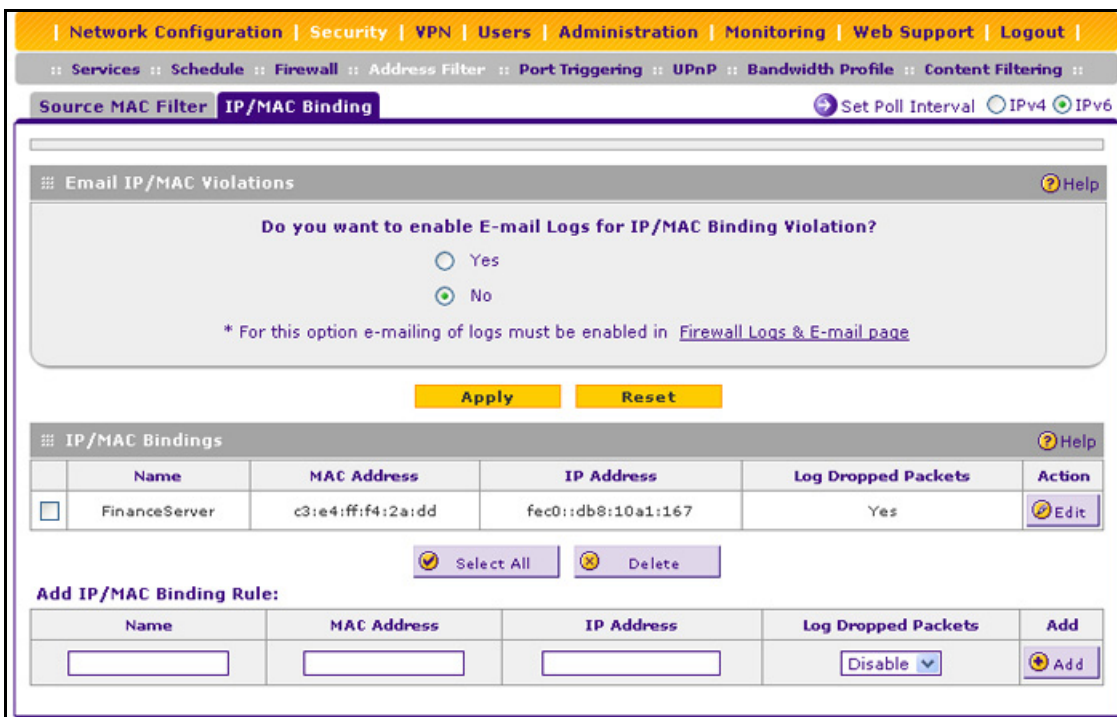 | Network Configuration | Security | VPN | Users | Administration | Monitoring | Web Support | Logout |
:: Services :: Schedule :: Firewall :: Address Filter :: Port Triggering :: UPnP :: Bandwidth Profile :: Content Filtering ::
Source MAC Filter IP/MAC Binding Set Poll Interval IPv4 IPv6
Email IP/MAC Violations ? Help
Do you want to enable E-mail Logs for IP/MAC Binding Violation?
Yes
No
* For this option e-mailing of logs must be enabled in Firewall Logs & E-mail page
Apply Reset
IP/MAC Bindings ? Help
Name MAC Address IP Address Log Dropped Packets Action
FinanceServer c3:e4:ff:f4:2a:dd fec0::db8:10a1:167 Yes Edit
Select All Delete
Add IP/MAC Binding Rule:
Name MAC Address IP Address Log Dropped Packets Add
Disable Add